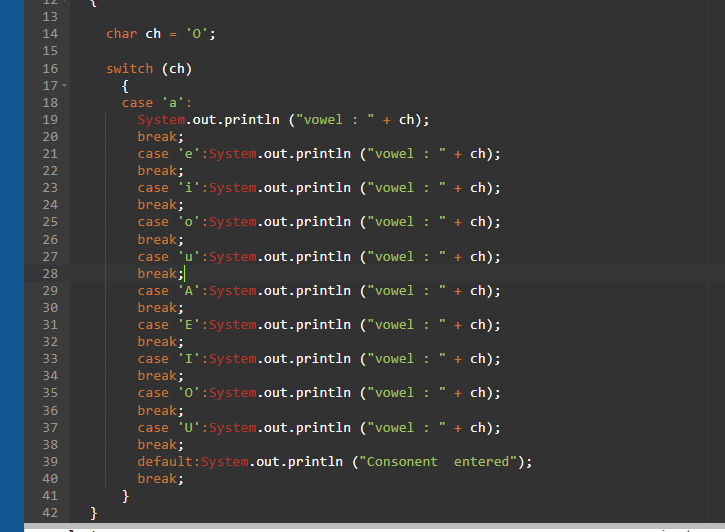 12 {
13
14 char ch = 'O';
15
16 switch (ch)
17 {
18 case 'a':
19 System.out.println ("vowel : " + ch);
20 break;
21 case 'e':System.out.println ("vowel : " + ch);
22 break;
23 case 'i':System.out.println ("vowel : " + ch);
24 break;
25 case 'o':System.out.println ("vowel : " + ch);
26 break;
27 case 'u':System.out.println ("vowel : " + ch);
28 break;
29 case 'A':System.out.println ("vowel : " + ch);
30 break;
31 case 'E':System.out.println ("vowel : " + ch);
32 break;
33 case 'I':System.out.println ("vowel : " + ch);
34 break;
35 case 'O':System.out.println ("vowel : " + ch);
36 break;
37 case 'U':System.out.println ("vowel : " + ch);
38 break;
39 default:System.out.println ("Consonent  entered");
40 break;
41 }
42 }